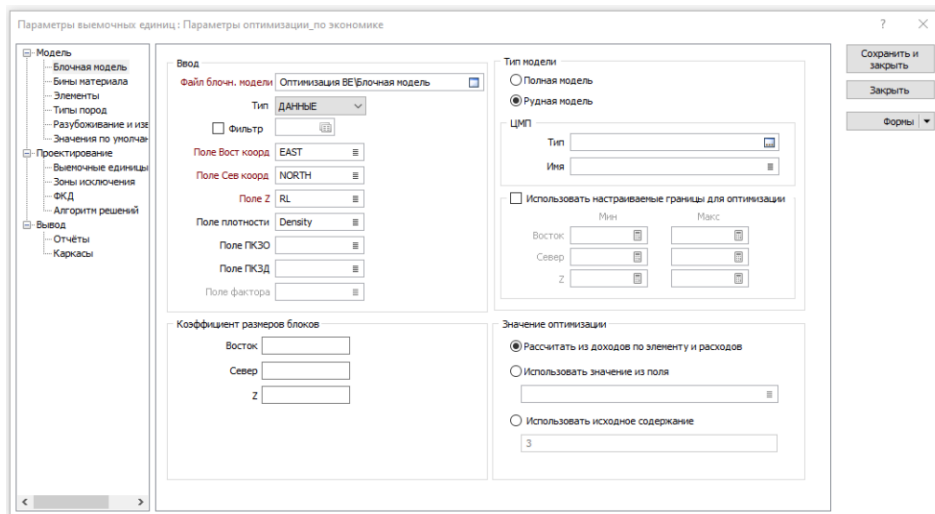 Параметры выемочных единиц : Параметры оптимизации_по экономике
? ×
Модель
Блочная модель
Бины материала
Элементы
Типы пород
Разубоживание и изв
Значения по умолчан
Проектирование
Выемочные единицы
Зоны исключения
ФКД
Алгоритм решений
Вывод
Отчёты
Каркасы
Ввод
Файл блочн. модели Оптимизация ВЕ\Блочная модель
Тип ДАННЫЕ
Фильтр
Поле Вост коорд EAST
Поле Сев коорд NORTH
Поле Z RL
Поле плотности Density
Поле ПКЗО
Поле ПКЗД
Поле фактора
Коэффициент размеров блоков
Восток
Север
Z
Тип модели
Полная модель
Рудная модель
ЦМП
Тип
Имя
Использовать настраиваемые границы для оптимизации
Мин Макс
Восток
Север
Z
Значение оптимизации
Рассчитать из доходов по элементу и расходов
Использовать значение из поля
Использовать исходное содержание
3
Сохранить и
закрыть
Закрыть
Формы